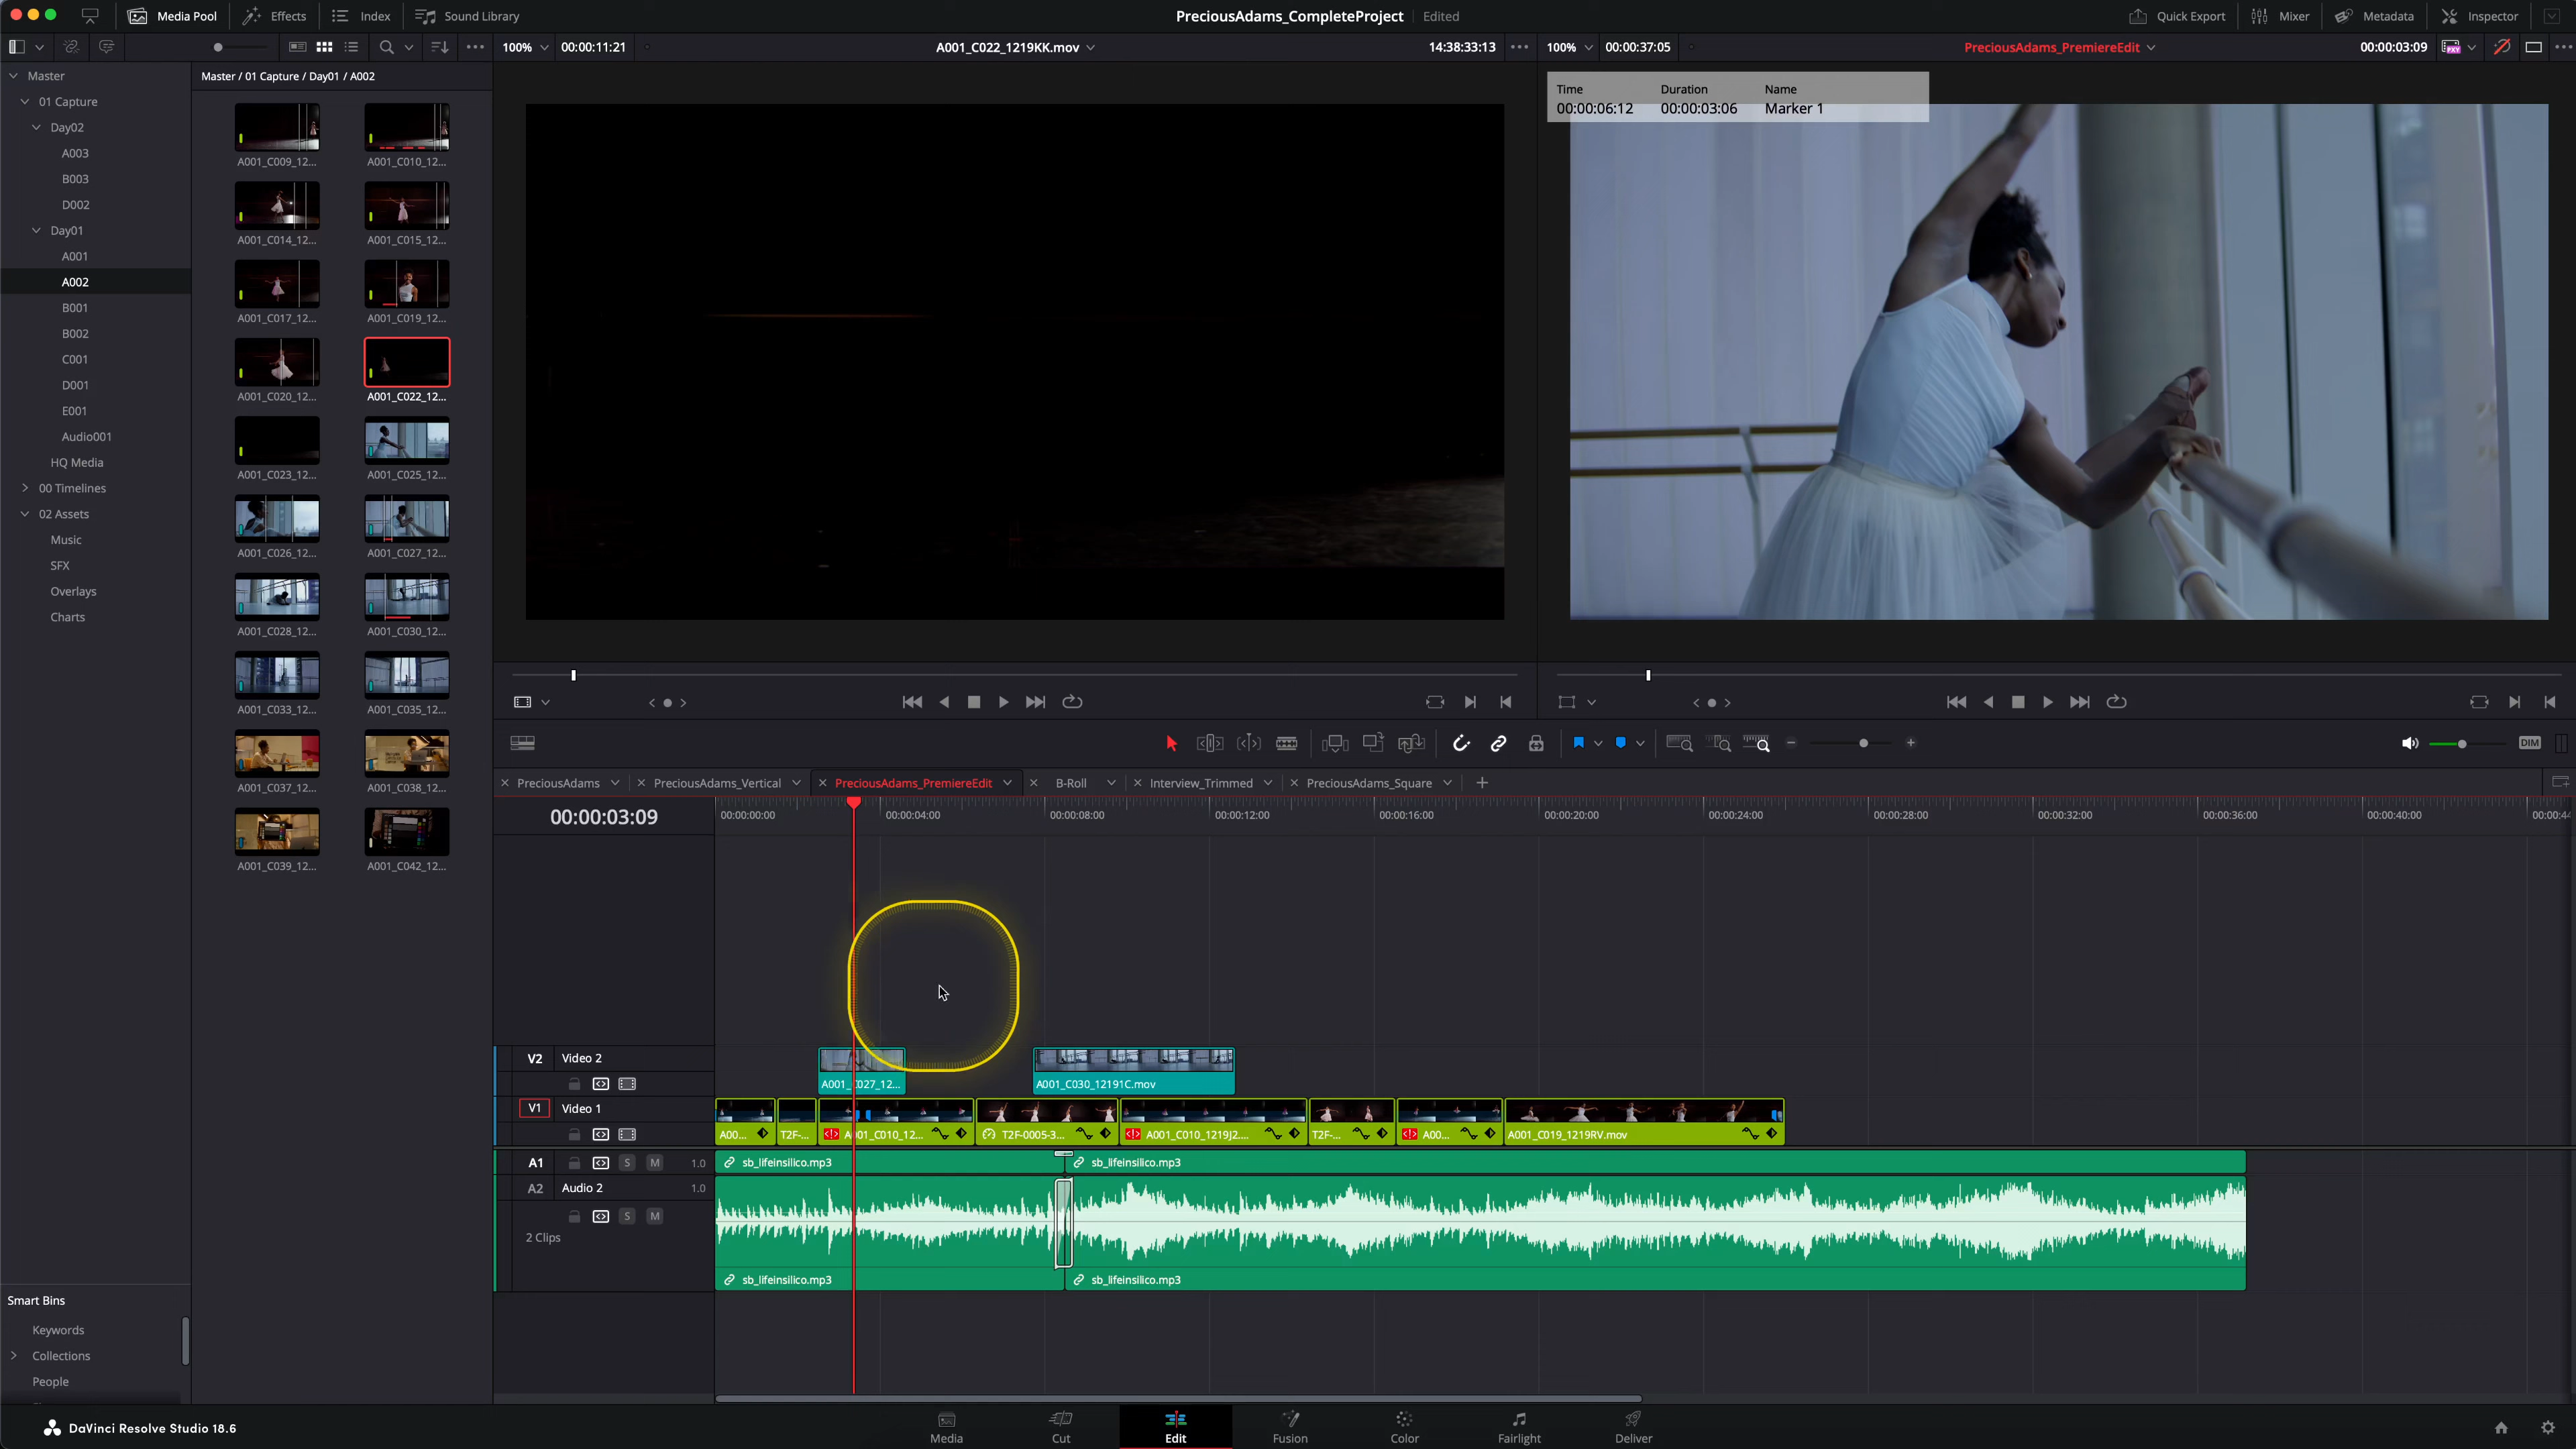 Media Pool Effects Index Sound Library PreciousAdams_CompleteProject Edited Quick Export Mixer Metadata Inspector
100% 00:00:11:21 A001_C022_1219KK.mov 14:38:33:13 100% 00:00:37:05 PreciousAdams_PremiereEdit 00:00:03:09 PXY
Master
Master / 01 Capture / Day01 / A002
01 Capture
Day02
A003
B003
D002
Day01
A001
A002
B001
B002
C001
D001
E001
Audio001
HQ Media
00 Timelines
02 Assets
Music
SFX
Overlays
Charts
A001_C009_12... A001_C010_12...
A001_C014_12... A001_C015_12...
A001_C017_12... A001_C019_12...
A001_C020_12... A001_C022_12...
A001_C023_12... A001_C025_12...
A001_C026_12... A001_C027_12...
A001_C028_12... A001_C030_12...
A001_C033_12... A001_C035_12...
A001_C037_12... A001_C038_12...
A001_C039_12... A001_C042_12...
Time Duration Name
00:00:06:12 00:00:03:06 Marker 1
DIM
PreciousAdams PreciousAdams_Vertical PreciousAdams_PremiereEdit B-Roll Interview_Trimmed PreciousAdams_Square
00:00:03:09
00:00:00:00 00:00:04:00 00:00:08:00 00:00:12:00 00:00:16:00 00:00:20:00 00:00:24:00 00:00:28:00 00:00:32:00 00:00:36:00 00:00:40:00 00:00:44
V2 Video 2
A001_C027_12... A001_C030_12191C.mov
V1 Video 1
A00... T2F-... A001_C010_12... T2F-0005-3... A001_C010_1219J2.... T2F-... A00... A001_C019_1219RV.mov
A1 S M 1.0 sb_lifeinsilico.mp3 sb_lifeinsilico.mp3
A2 Audio 2 1.0
S M
2 Clips
sb_lifeinsilico.mp3 sb_lifeinsilico.mp3
Smart Bins
Keywords
Collections
People
DaVinci Resolve Studio 18.6
Media Cut Edit Fusion Color Fairlight Deliver